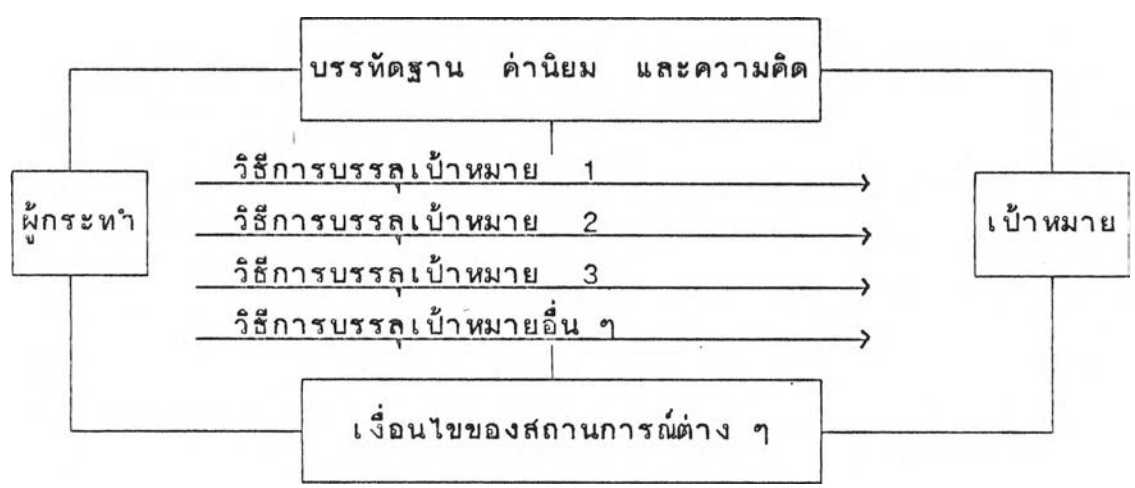 บรรทัดฐาน ค่านิยม และความคิด
วิธีการบรรลุเป้าหมาย 1
ผู้กระทำ
วิธีการบรรลุเป้าหมาย 2
เป้าหมาย
วิธีการบรรลุเป้าหมาย 3
วิธีการบรรลุเป้าหมายอื่น ๆ
เงื่อนไขของสถานการณ์ต่าง ๆ